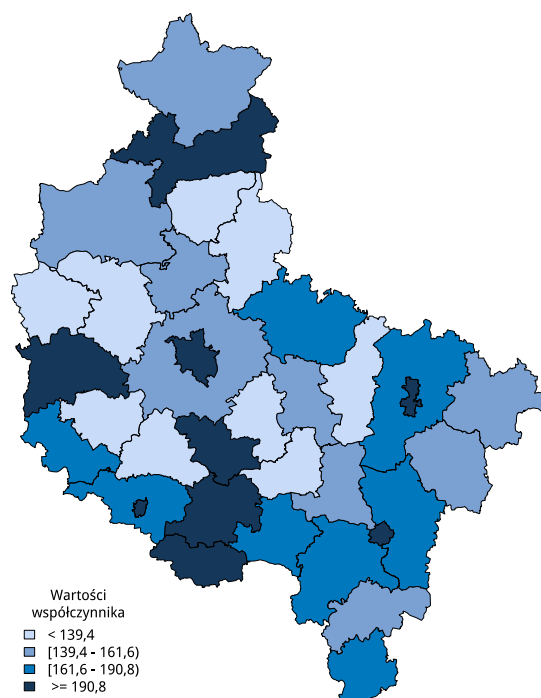 Wartości
współczynnika
< 139,4
[139,4 - 161,6)
[161,6 - 190,8)
>= 190,8